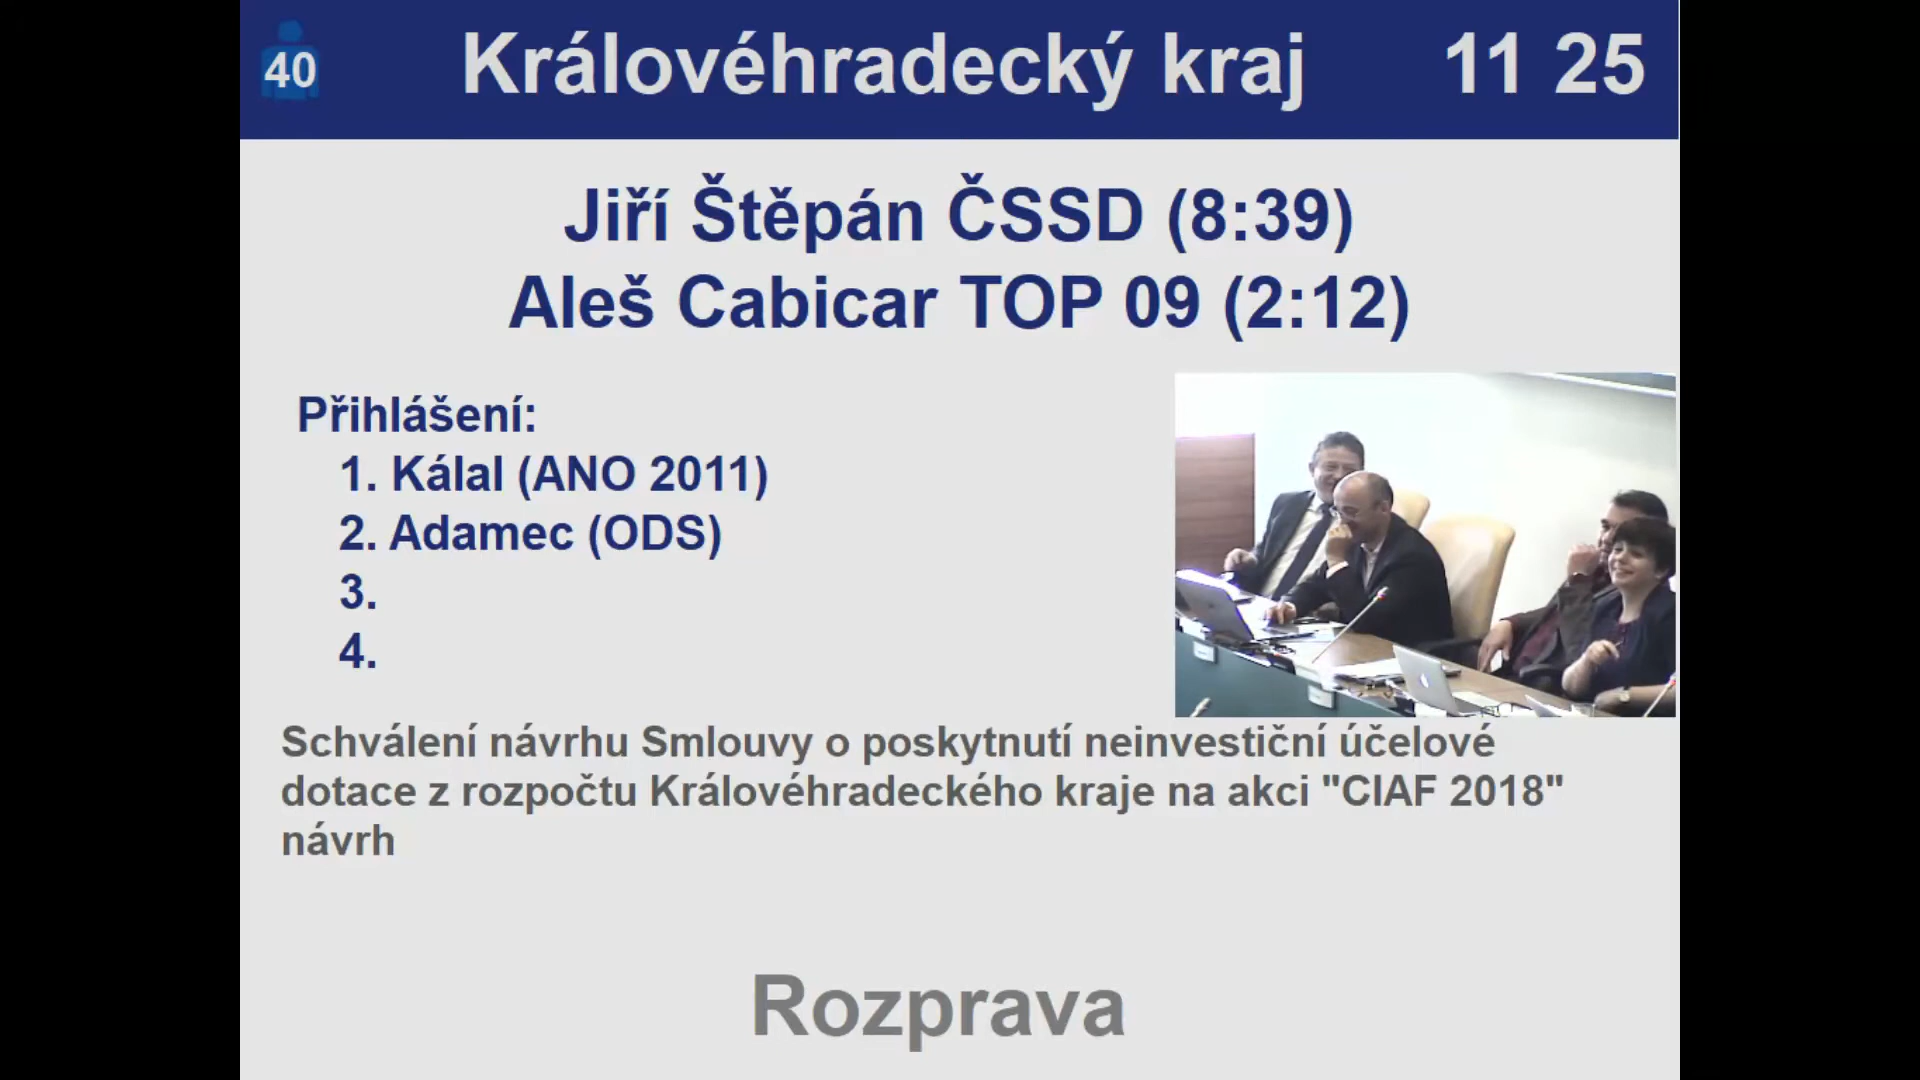 40 Královéhradecký kraj 11 25
Jiří Štěpán ČSSD (8:39)
Aleš Cabicar TOP 09 (2:12)
Přihlášení:
1. Kálal (ANO 2011)
2. Adamec (ODS)
3.
4.
Schválení návrhu Smlouvy o poskytnutí neinvestiční účelové
dotace z rozpočtu Královéhradeckého kraje na akci "CIAF 2018"
návrh
Rozprava